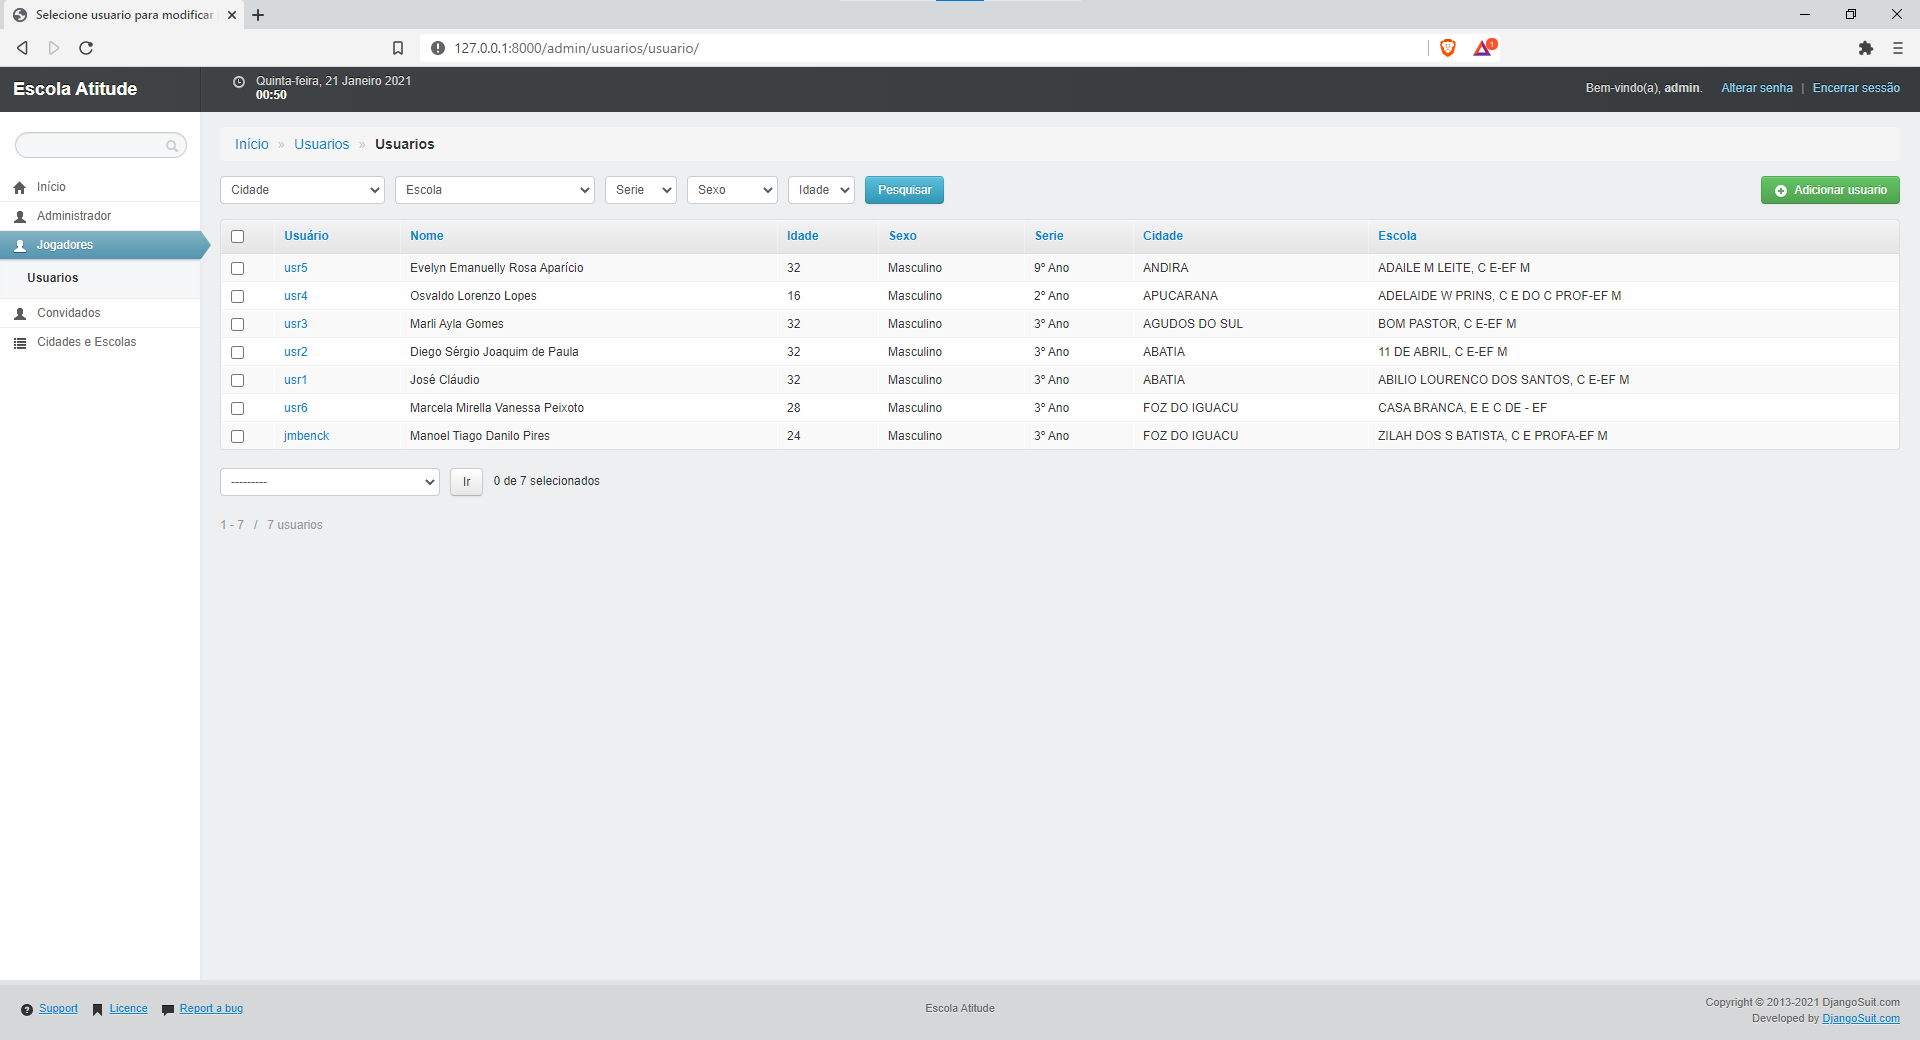 Selecione usuario para modificar
127.0.0.1:8000/admin/usuarios/usuario/
1
Escola Atitude
Quinta-feira, 21 Janeiro 2021
00:50
Bem-vindo(a), admin. Alterar senha | Encerrar sessão
Início » Usuarios » Usuarios
Início
Administrador
Jogadores
Usuarios
Convidados
Cidades e Escolas
Cidade Escola Serie Sexo Idade Pesquisar Adicionar usuario
Usuário Nome Idade Sexo Serie Cidade Escola
usr5 Evelyn Emanuelly Rosa Aparício 32 Masculino 9º Ano ANDIRA ADAILE M LEITE, C E-EF M
usr4 Osvaldo Lorenzo Lopes 16 Masculino 2º Ano APUCARANA ADELAIDE W PRINS, C E DO C PROF-EF M
usr3 Marli Ayla Gomes 32 Masculino 3º Ano AGUDOS DO SUL BOM PASTOR, C E-EF M
usr2 Diego Sérgio Joaquim de Paula 32 Masculino 3º Ano ABATIA 11 DE ABRIL, C E-EF M
usr1 José Cláudio 32 Masculino 3º Ano ABATIA ABILIO LOURENCO DOS SANTOS, C E-EF M
usr6 Marcela Mirella Vanessa Peixoto 28 Masculino 3º Ano FOZ DO IGUACU CASA BRANCA, E E C DE - EF
jmbenck Manoel Tiago Danilo Pires 24 Masculino 3º Ano FOZ DO IGUACU ZILAH DOS S BATISTA, C E PROFA-EF M
--------- Ir 0 de 7 selecionados
1 - 7 / 7 usuarios
Support Licence Report a bug
Escola Atitude
Copyright © 2013-2021 DjangoSuit.com
Developed by DjangoSuit.com